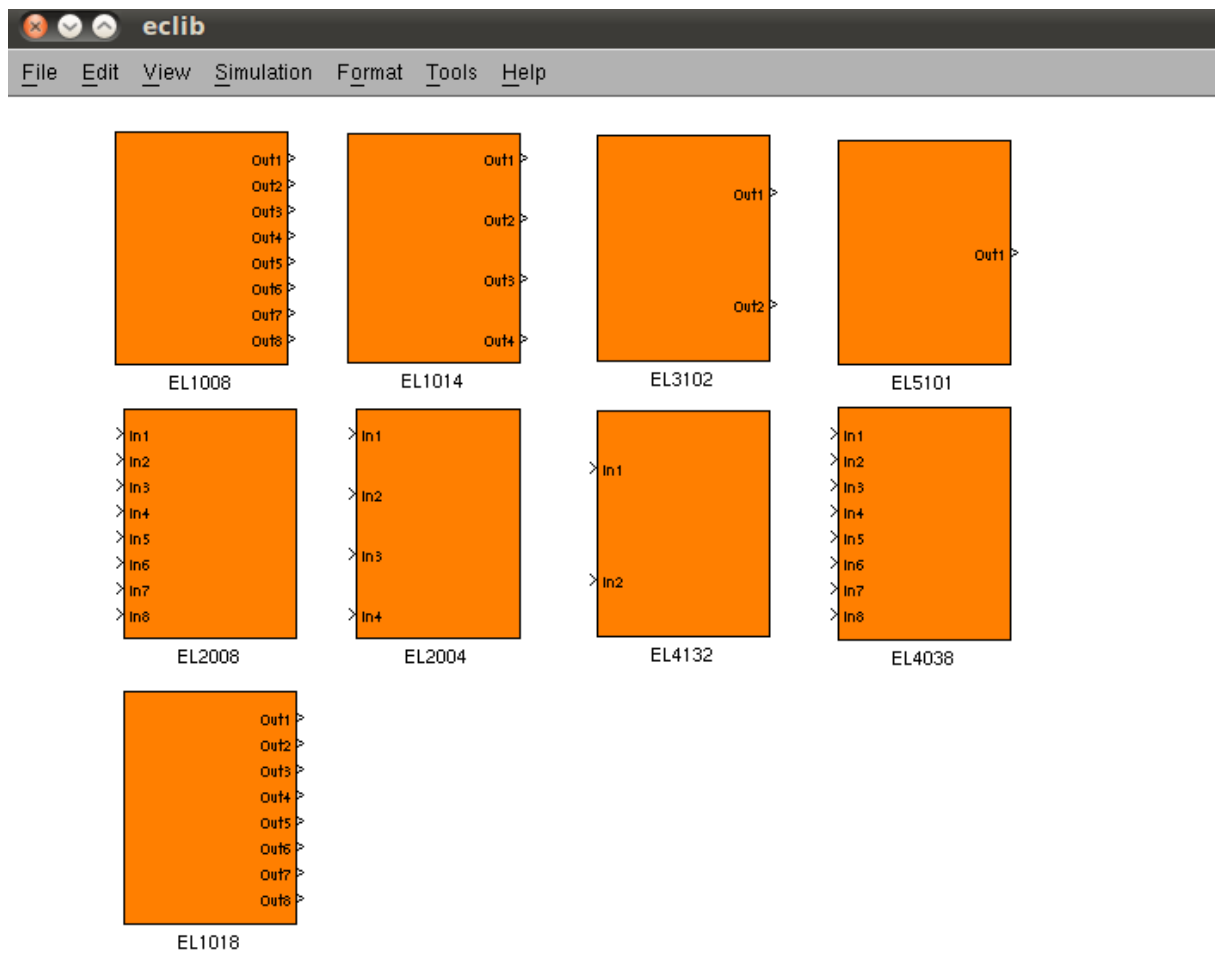 eclib
File Edit View Simulation Format Tools Help
Out1
Out2
Out3
Out4
Out5
Out6
Out7
Out8
EL1008
Out1
Out2
Out3
Out4
EL1014
Out1
Out2
EL3102
Out1
EL5101
In1
In2
In3
In4
In5
In6
In7
In8
EL2008
In1
In2
In3
In4
EL2004
In1
In2
EL4132
In1
In2
In3
In4
In5
In6
In7
In8
EL4038
Out1
Out2
Out3
Out4
Out5
Out6
Out7
Out8
EL1018